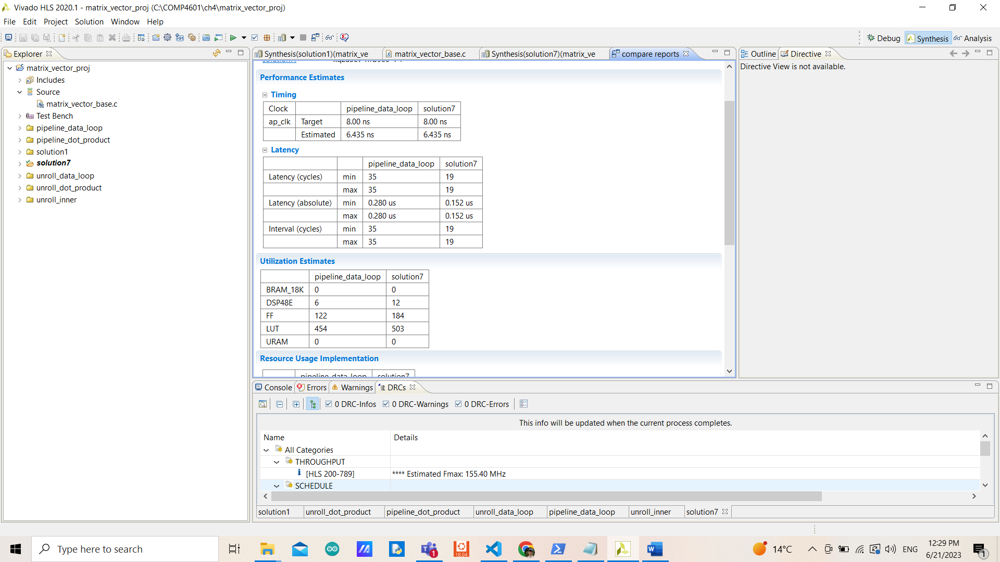 Vivado HLS 2020.1 - matrix_vector_proj (C:\COMP4601\ch4\matrix_vector_proj)
File Edit Project Solution Window Help
Debug Synthesis Analysis
Explorer
matrix_vector_proj
Includes
Source
matrix_vector_base.c
Test Bench
pipeline_data_loop
pipeline_dot_product
solution1
solution7
unroll_data_loop
unroll_dot_product
unroll_inner
Synthesis(solution1)(matrix_ve matrix_vector_base.c Synthesis(solution7)(matrix_ve compare reports
Performance Estimates
Timing
Clock pipeline_data_loop solution7
ap_clk Target 8.00 ns 8.00 ns
Estimated 6.435 ns 6.435 ns
Latency
pipeline_data_loop solution7
Latency (cycles) min 35 19
max 35 19
Latency (absolute) min 0.280 us 0.152 us
max 0.280 us 0.152 us
Interval (cycles) min 35 19
max 35 19
Utilization Estimates
pipeline_data_loop solution7
BRAM_18K 0 0
DSP48E 6 12
FF 122 184
LUT 454 503
URAM 0 0
Resource Usage Implementation
pipeline_data_loop solution7
Outline Directive
Directive View is not available.
Console Errors Warnings DRCs
0 DRC-Infos 0 DRC-Warnings 0 DRC-Errors
This info will be updated when the current process completes.
Name Details
All Categories
THROUGHPUT
[HLS 200-789] **** Estimated Fmax: 155.40 MHz
SCHEDULE
solution1 unroll_dot_product pipeline_dot_product unroll_data_loop pipeline_data_loop unroll_inner solution7
Type here to search
1
18.04
14°C
ENG
12:29 PM
6/21/2023
1